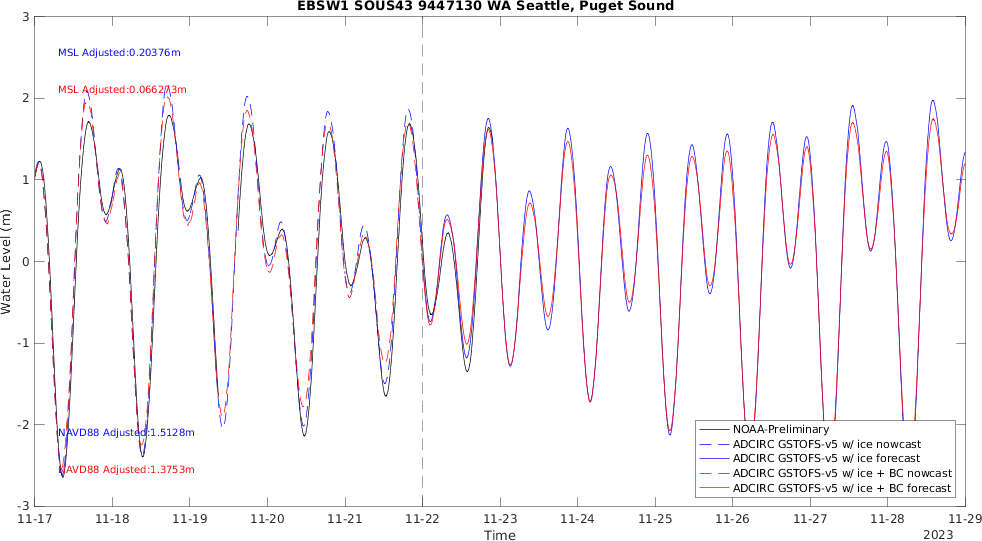 EBSW1 SOUS43 9447130 WA Seattle, Puget Sound
3
2
1
0
-1
-2
-3
Water Level (m)
MSL Adjusted:0.20376m
MSL Adjusted:0.066273m
NAVD88 Adjusted:1.5128m
NAVD88 Adjusted:1.3753m
NOAA-Preliminary
ADCIRC GSTOFS-v5 w/ ice nowcast
ADCIRC GSTOFS-v5 w/ ice forecast
ADCIRC GSTOFS-v5 w/ ice + BC nowcast
ADCIRC GSTOFS-v5 w/ ice + BC forecast
11-17 11-18 11-19 11-20 11-21 11-22 11-23 11-24 11-25 11-26 11-27 11-28 11-29
Time
2023